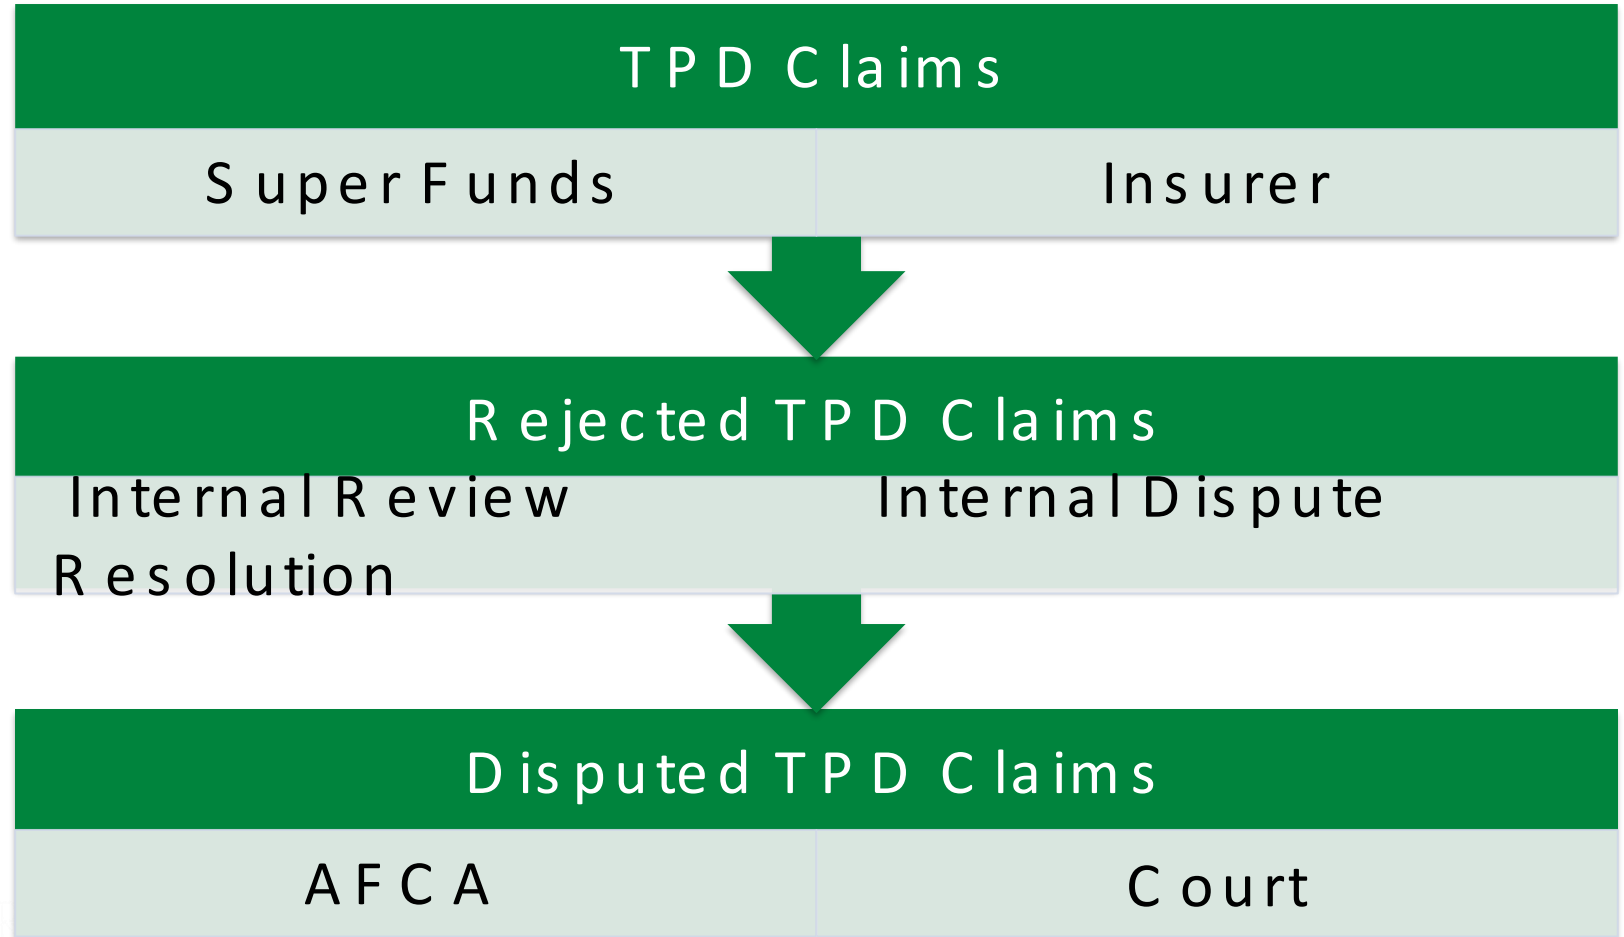 TPD Claims
Super Funds
Insurer
Rejected TPD Claims
Internal Review Internal Dispute
Resolution
Disputed TPD Claims
AFCA
Court